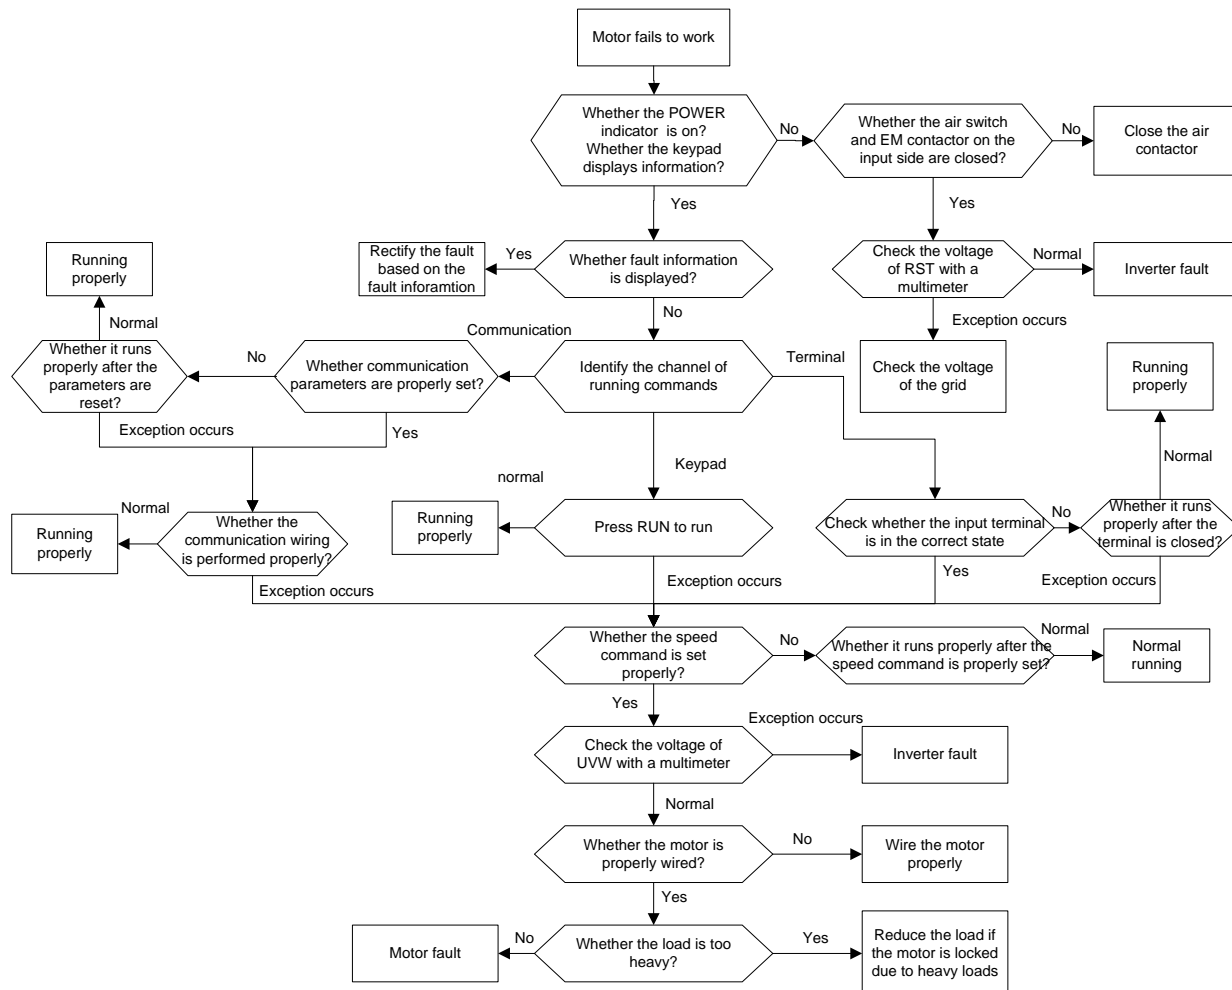 Motor fails to work
Whether the POWER
indicator is on?
Whether the keypad
displays information?
No
Whether the air switch
and EM contactor on the
input side are closed?
No
Close the air
contactor
Yes
Yes
Running
properly
Rectify the fault
based on the
fault inforamtion
Yes
Whether fault information
is displayed?
Check the voltage
of RST with a
multimeter
Normal
Inverter fault
Normal
No
Exception occurs
Communication
Whether it runs
properly after the
parameters are
reset?
No
Whether communication
parameters are properly set?
Identify the channel of
running commands
Terminal
Check the voltage
of the grid
Running
properly
Exception occurs
Yes
Keypad
Normal
normal
Normal
Running
properly
Whether the
communication wiring
is performed properly?
Running
properly
Press RUN to run
Check whether the input terminal
is in the correct state
No
Whether it runs
properly after the
terminal is closed?
Exception occurs
Exception occurs
Yes
Exception occurs
Whether the speed
command is set
properly?
No
Whether it runs properly after the
speed command is properly set?
Normal
Normal
running
Yes
Exception occurs
Check the voltage of
UVW with a multimeter
Inverter fault
Normal
Whether the motor is
properly wired?
No
Wire the motor
properly
Yes
Motor fault
No
Whether the load is too
heavy?
Yes
Reduce the load if
the motor is locked
due to heavy loads